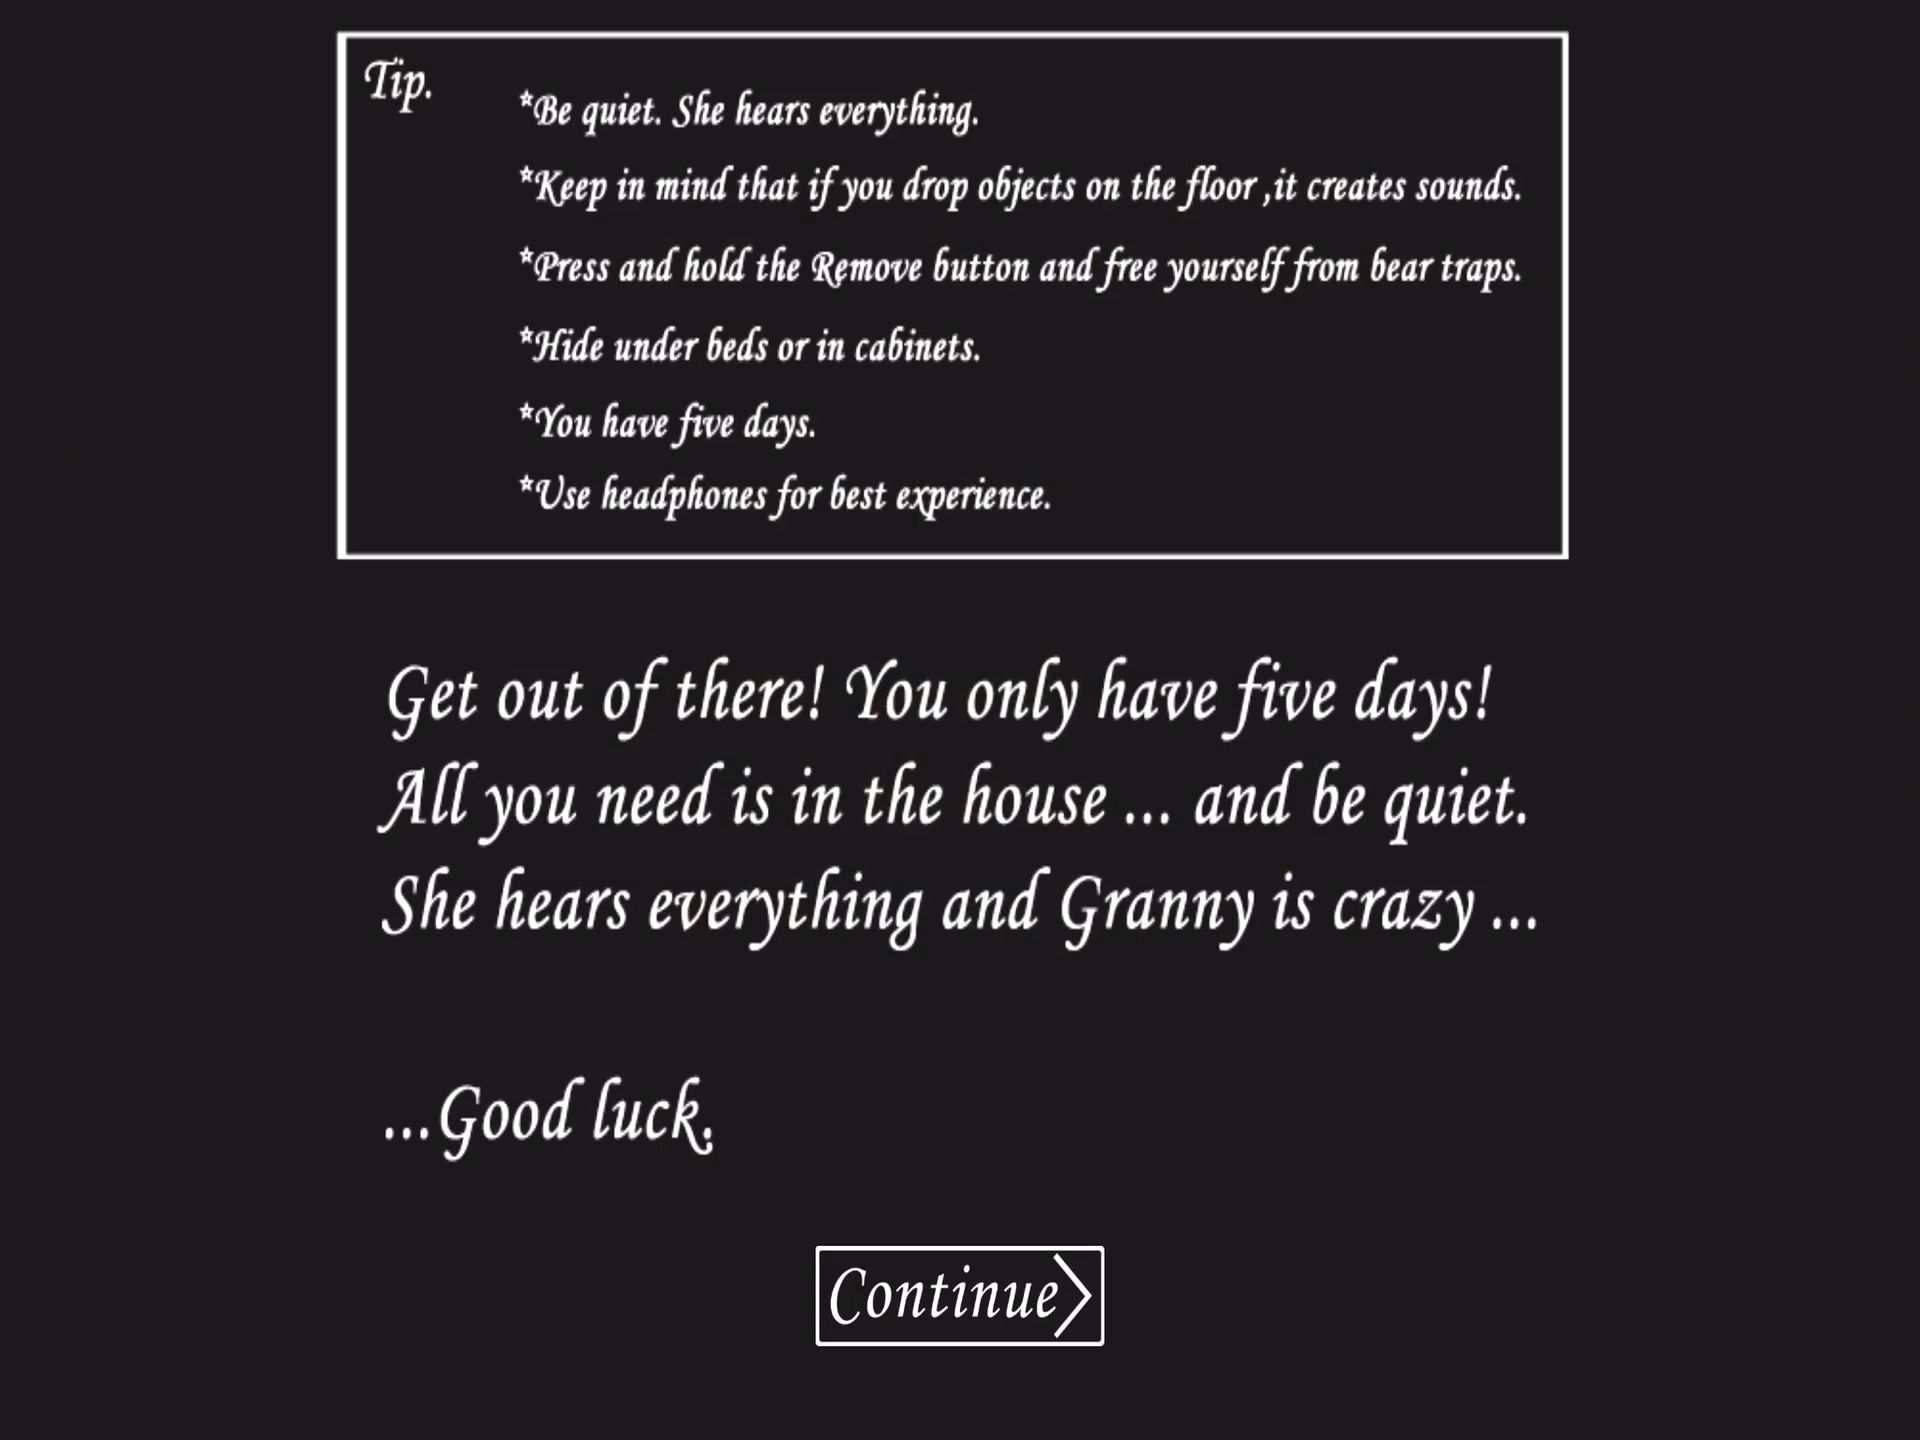 Tip.
*Be quiet. She hears everything.
*Keep in mind that if you drop objects on the floor ,it creates sounds.
*Press and hold the Remove button and free yourself from bear traps.
*Hide under beds or in cabinets.
*You have five days.
*Use headphones for best experience.
Get out of there! You only have five days!
All you need is in the house ... and be quiet.
She hears everything and Granny is crazy ...
...Good luck.
Continue